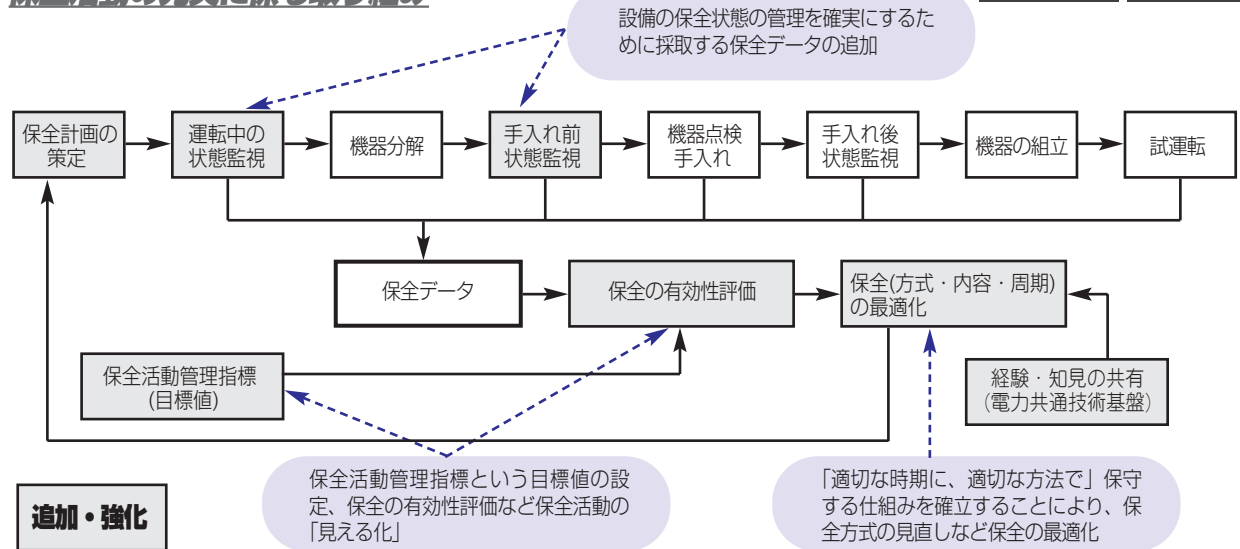 設備の保全状態の管理を確実にするた
めに採取する保全データの追加
保全計画の
策定
運転中の
状態監視
機器分解
手入れ前
状態監視
機器点検
手入れ
手入れ後
状態監視
機器の組立
試運転
保全データ
保全の有効性評価
保全(方式・内容・周期)
の最適化
保全活動管理指標
(目標値)
経験・知見の共有
(電力共通技術基盤)
保全活動管理指標という目標値の設
定、保全の有効性評価など保全活動の
「見える化」
「適切な時期に、適切な方法で」保守
する仕組みを確立することにより、保
全方式の見直しなど保全の最適化
追加・強化